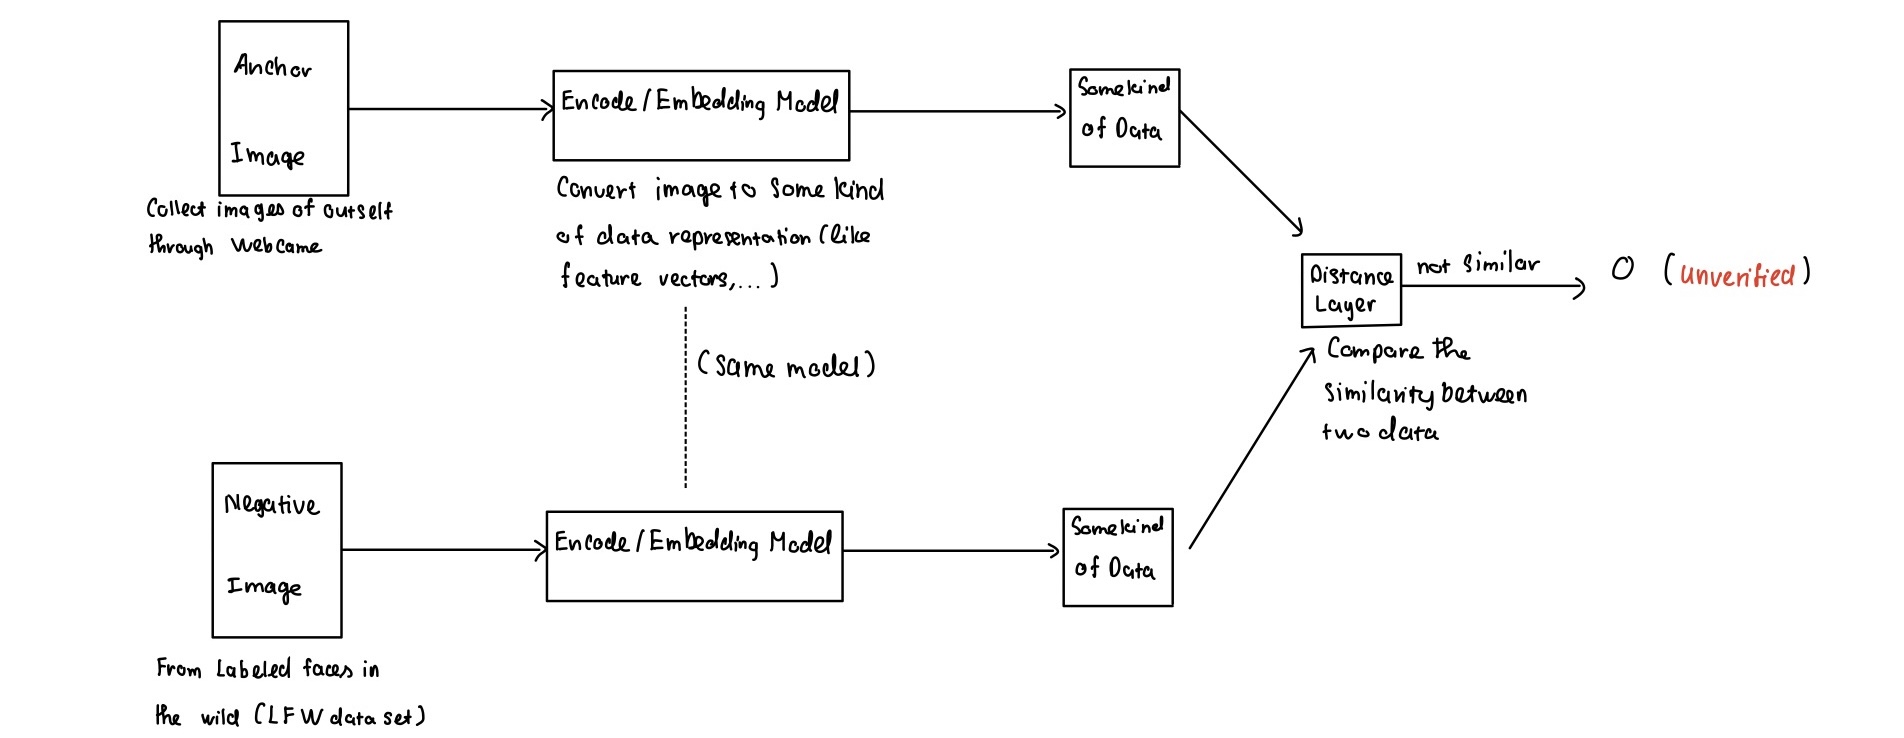 Anchor
Image
Collect images of ourself
through webcame
Encode/Embedding Model
Convert image to some kind
of data representation (like
feature vectors,...)
(same model)
Some kind
of Data
Distance
Layer
not similar
0 (unverified)
Compare the
similarity between
two data
Negative
Image
From Labeled faces in
the wild (LFW data set)
Encode/Embedding Model
Some kind
of Data